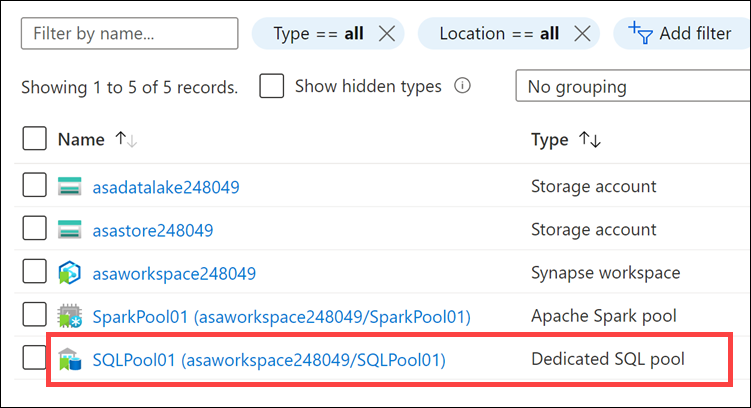 Filter by name...
Type == all
Location == all
Add filter
Showing 1 to 5 of 5 records.
Show hidden types
No grouping
Name
Type
asadatalake248049
Storage account
asastore248049
Storage account
asaworkspace248049
Synapse workspace
SparkPool01 (asaworkspace248049/SparkPool01)
Apache Spark pool
SQLPool01 (asaworkspace248049/SQLPool01)
Dedicated SQL pool